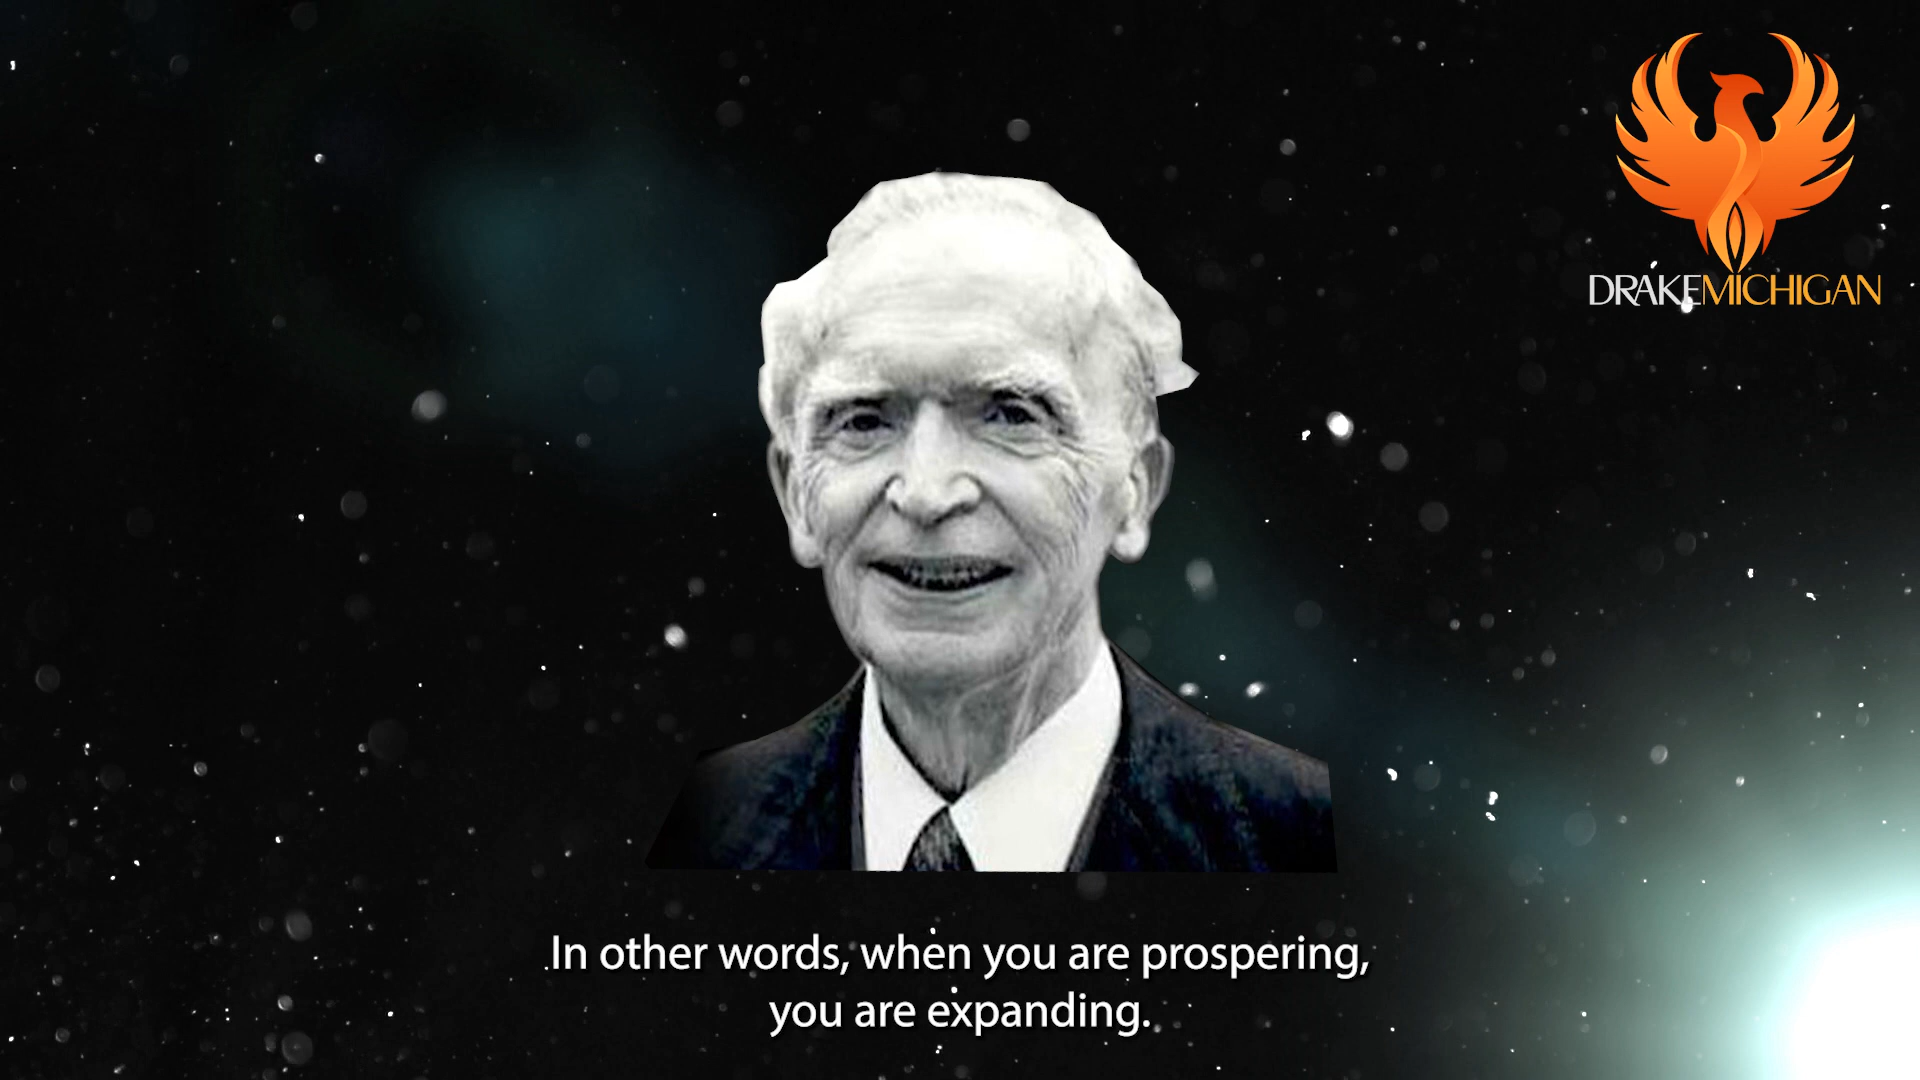 DRAKEMICHIGAN
In other words, when you are prospering,
you are expanding.